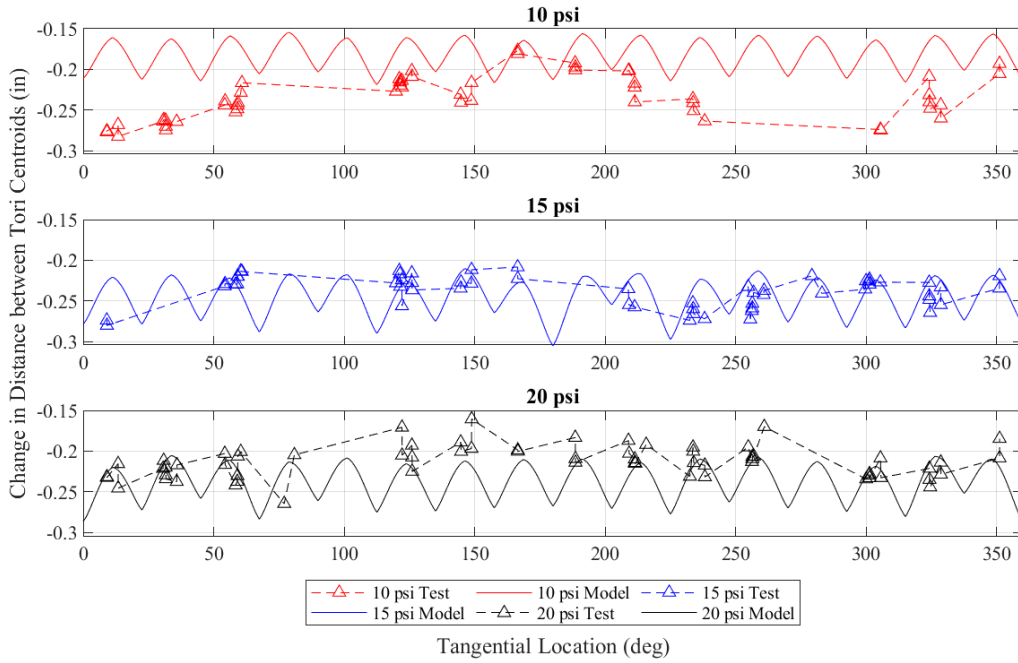 10 psi
-0.15
-0.2
-0.25
-0.3
0 50 100 150 200 250 300 350
15 psi
-0.15
-0.2
-0.25
-0.3
0 50 100 150 200 250 300 350
20 psi
-0.15
-0.2
-0.25
-0.3
0 50 100 150 200 250 300 350
Change in Distance between Tori Centroids (in)
10 psi Test 10 psi Model 15 psi Test
15 psi Model 20 psi Test 20 psi Model
Tangential Location (deg)